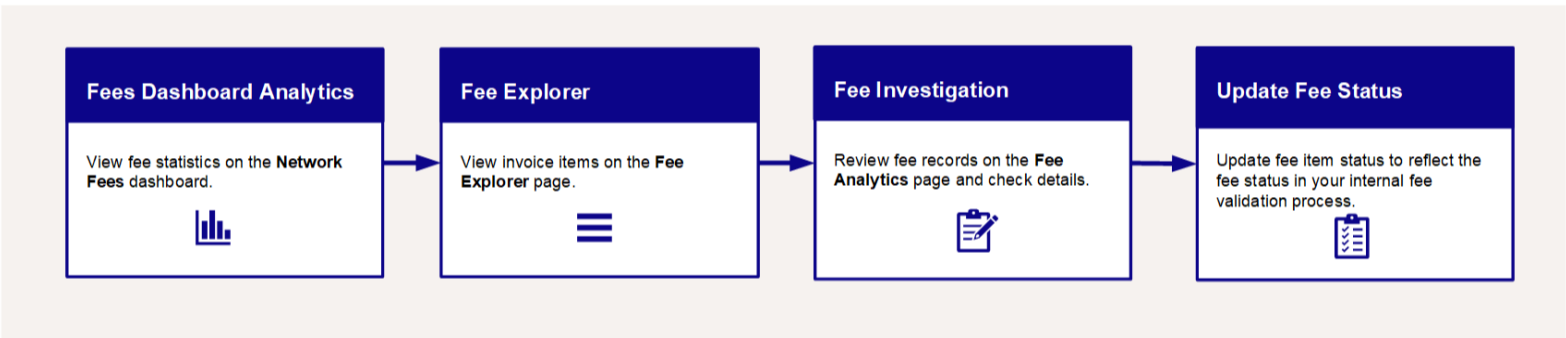 Fees Dashboard Analytics
View fee statistics on the Network
Fees dashboard.
Fee Explorer
View invoice items on the Fee
Explorer page.
Fee Investigation
Review fee records on the Fee
Analytics page and check details.
Update Fee Status
Update fee item status to reflect the
fee status in your internal fee
validation process.